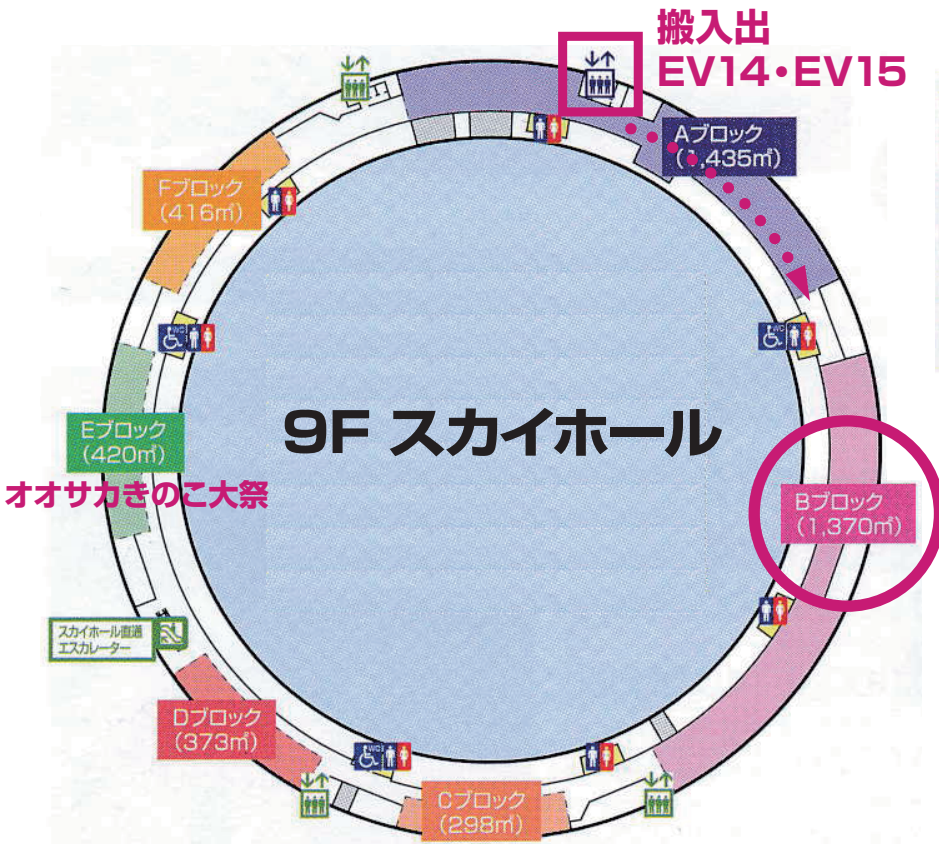 搬入出
EV14・EV15
Aブロック
(1,435㎡)
Fブロック
(416㎡)
WC
WC
9F スカイホール
Eブロック
(420㎡)
オオサカきのこ大祭
Bブロック
(1,370㎡)
スカイホール直通
エスカレーター
Dブロック
(373㎡)
WC
Cブロック
(298㎡)